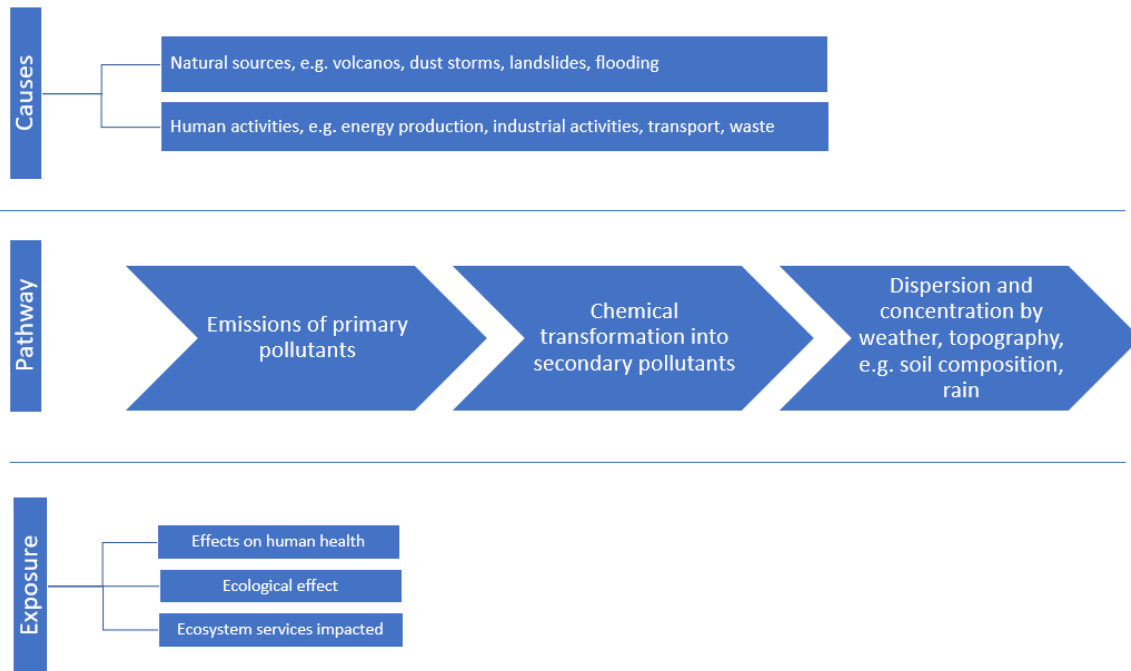 Causes
Natural sources, e.g. volcanos, dust storms, landslides, flooding
Human activities, e.g. energy production, industrial activities, transport, waste
Pathway
Emissions of primary
pollutants
Chemical
transformation into
secondary pollutants
Dispersion and
concentration by
weather, topography,
e.g. soil composition,
rain
Exposure
Effects on human health
Ecological effect
Ecosystem services impacted